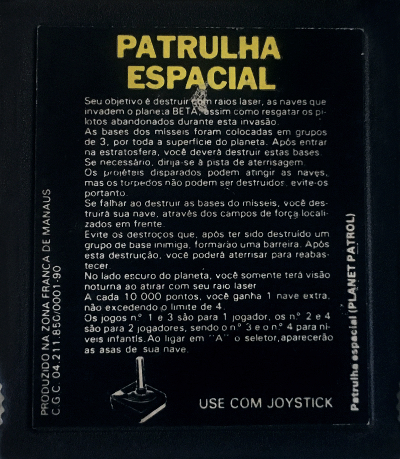 PATRULHA
ESPACIAL
Seu objetivo é destruir com raios laser, as naves que
invadem o planeta BETA, assim como resgatar os pi-
lotos abandonados durante esta invasão.
As bases dos mísseis foram colocadas em grupos
de 3, por toda a superfície do planeta. Após entrar
na estratosfera, você deverá destruir estas bases.
Se necessário, dirija-se à pista de aterrisagem.
Os projéteis disparados podem atingir as naves,
mas os torpedos não podem ser destruídos: evite-os
portanto.
Se falhar ao destruir as bases do mísseis, você des-
truirá sua nave, através dos campos de força locali-
zados em frente.
Evite os destroços que, após ter sido destruído um
grupo de base inimiga, formarão uma barreira. Após
esta destruição, você poderá aterrisar para reabas-
tecer.
No lado escuro do planeta, você somente terá visão
noturna ao atirar com seu raio laser
A cada 10 000 pontos, você ganha 1 nave extra,
não excedendo o limite de 4
Os jogos n.º 1 e 3 são para 1 jogador, os n.º 2 e 4
são para 2 jogadores, sendo o n.º 3 e o n.º 4 para ní-
veis infantis. Ao ligar em "A" o seletor, aparecerão
as asas de sua nave.
USE COM JOYSTICK
PRODUZIDO NA ZONA FRANCA DE MANAUS
C.G.C. 04.211.850/0001-90
Patrulha espacial (PLANET PATROL)